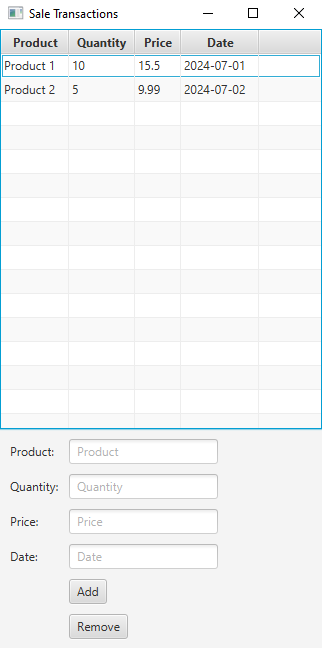 Sale Transactions
Product Quantity Price Date
Product 1 10 15.5 2024-07-01
Product 2 5 9.99 2024-07-02
Product: Product
Quantity: Quantity
Price: Price
Date: Date
Add
Remove